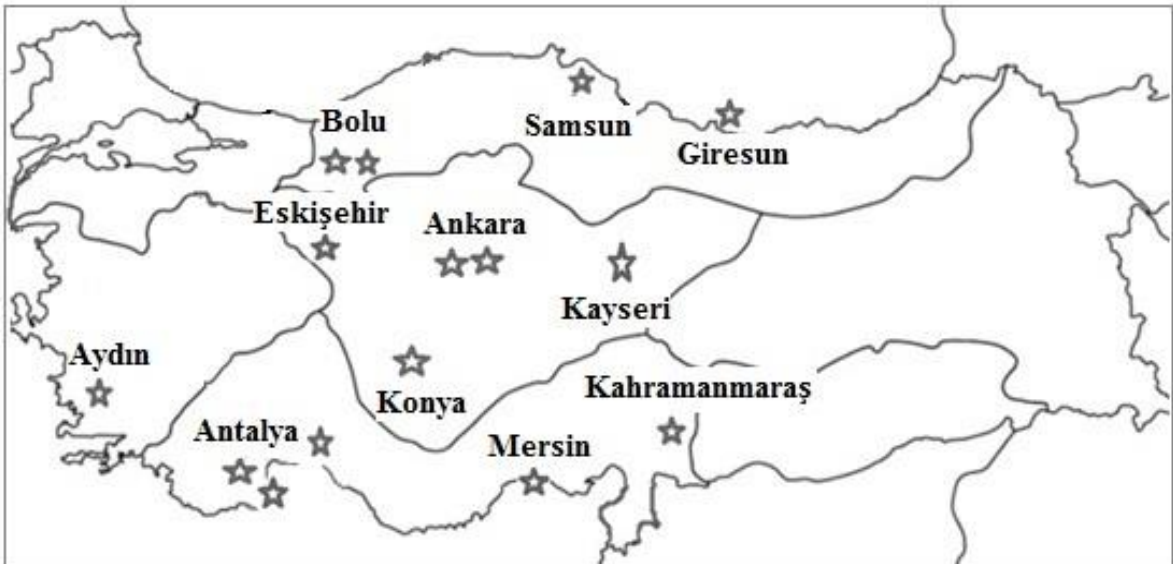 Bolu
Samsun
Giresun
Eskişehir
Ankara
Kayseri
Aydın
Konya
Kahramanmaraş
Antalya
Mersin